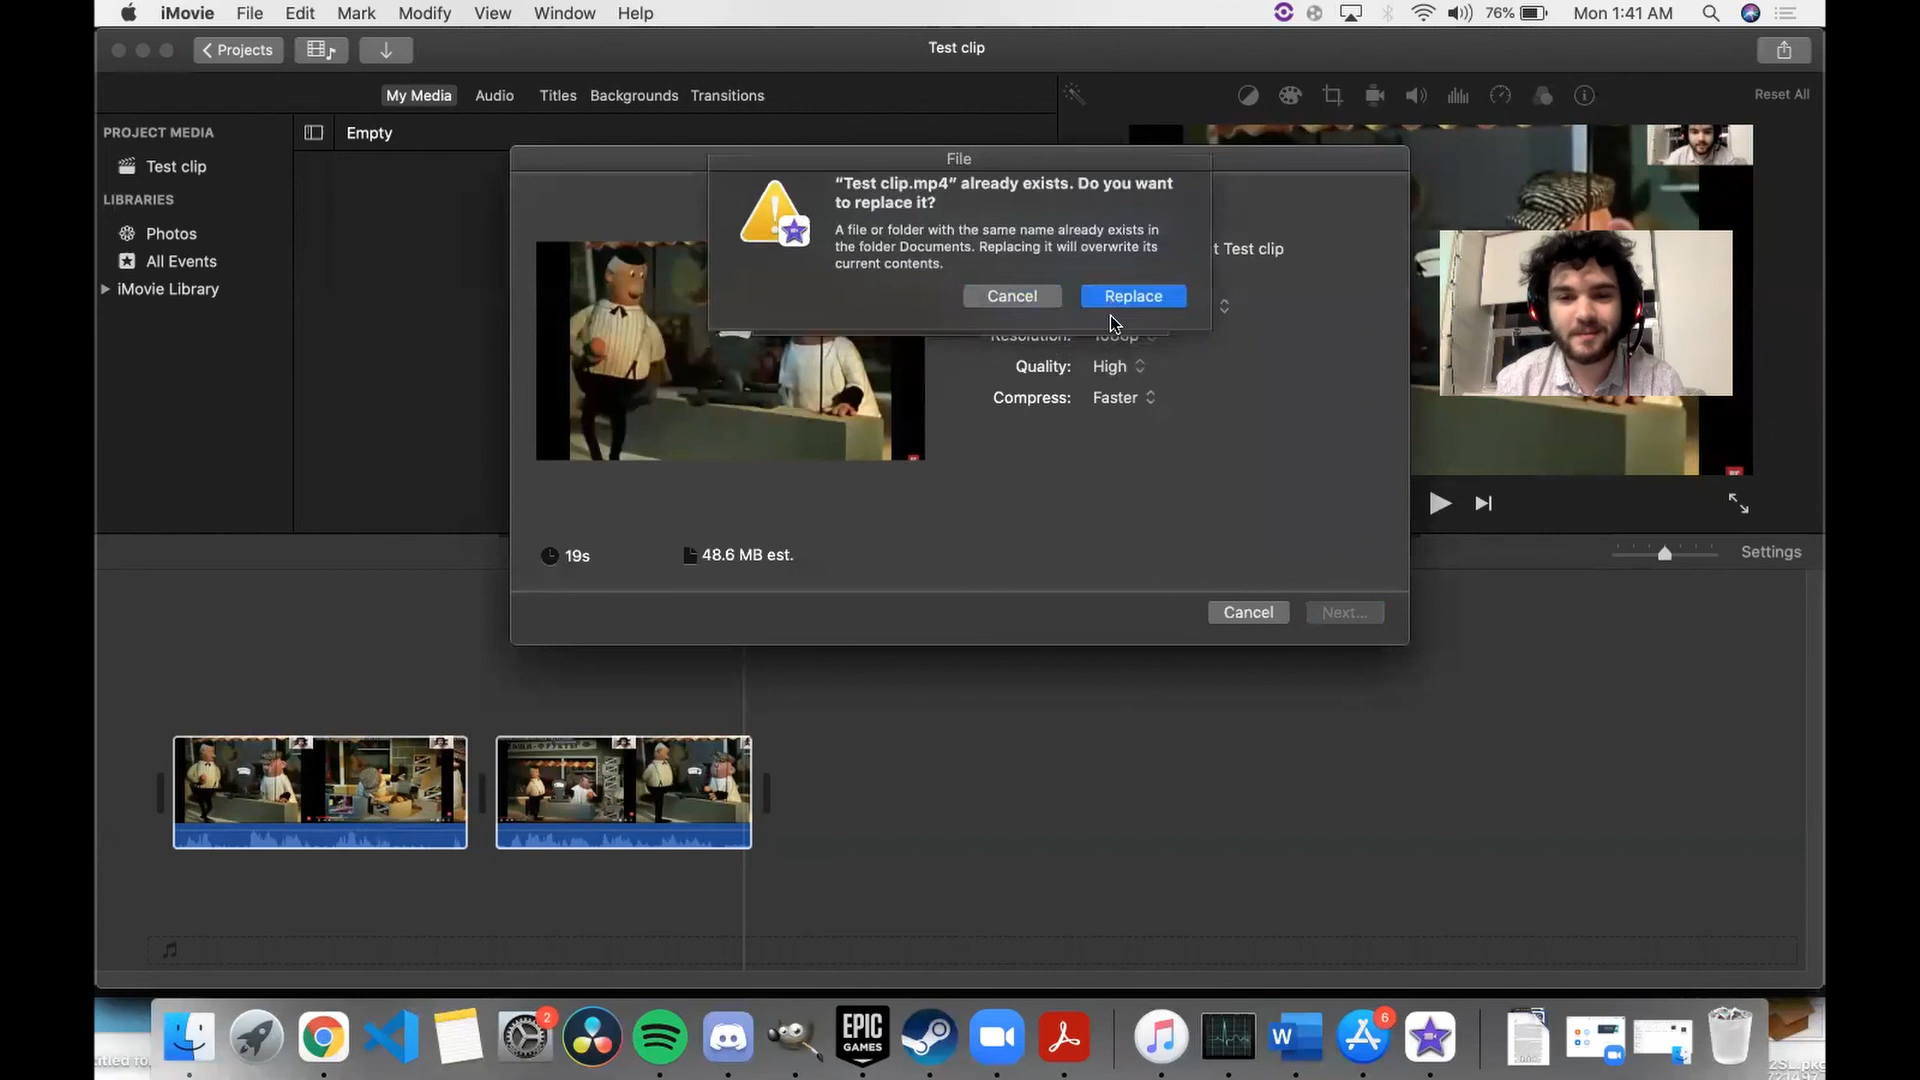 iMovie File Edit Mark Modify View Window Help 76% Mon 1:41 AM
Projects Test clip
My Media Audio Titles Backgrounds Transitions Reset All
PROJECT MEDIA
Empty
Test clip
LIBRARIES
Photos
All Events
iMovie Library
File
“Test clip.mp4” already exists. Do you want
to replace it?
A file or folder with the same name already exists in
the folder Documents. Replacing it will overwrite its
current contents.
Cancel Replace
t Test clip
Resolution: 1080p
Quality: High
Compress: Faster
19s 48.6 MB est.
Cancel Next...
Settings
2
EPIC
GAMES
W
6